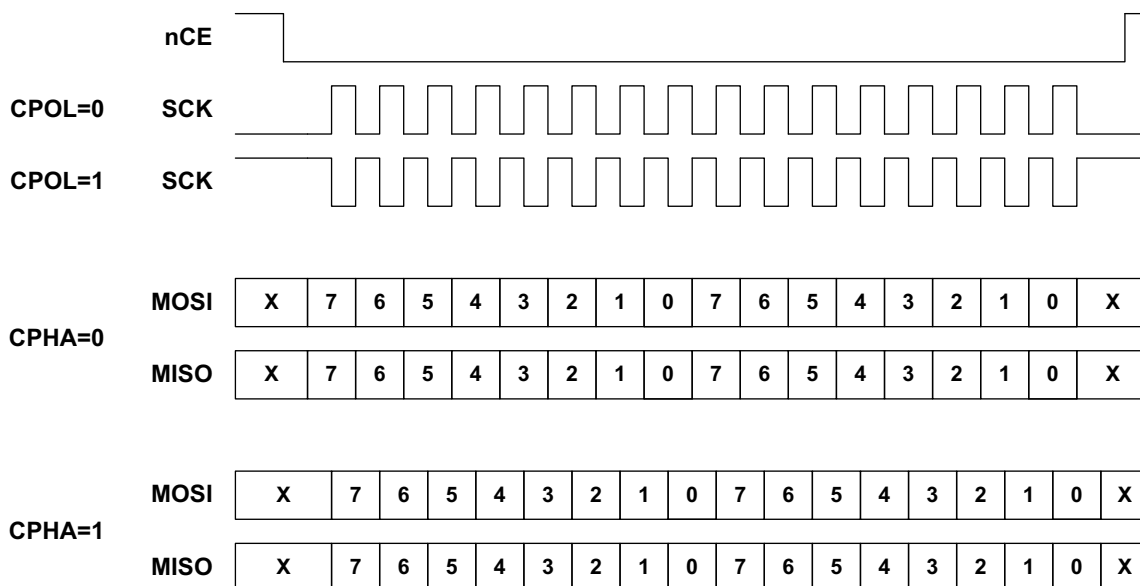 nCE
CPOL=0 SCK
CPOL=1 SCK
MOSI X 7 6 5 4 3 2 1 0 7 6 5 4 3 2 1 0 X
CPHA=0
MISO X 7 6 5 4 3 2 1 0 7 6 5 4 3 2 1 0 X
MOSI X 7 6 5 4 3 2 1 0 7 6 5 4 3 2 1 0 X
CPHA=1
MISO X 7 6 5 4 3 2 1 0 7 6 5 4 3 2 1 0 X